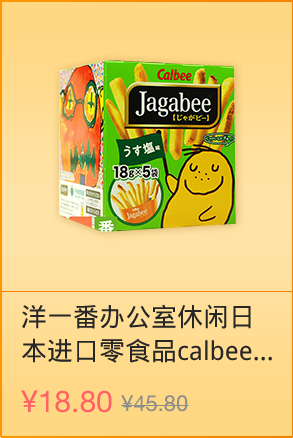 Calbee
Jagabee
【じゃがビー】
うす塩味
18g×5袋
Jagabee
番
洋一番办公室休闲日
本进口零食品calbee...
¥18.80 ¥45.80